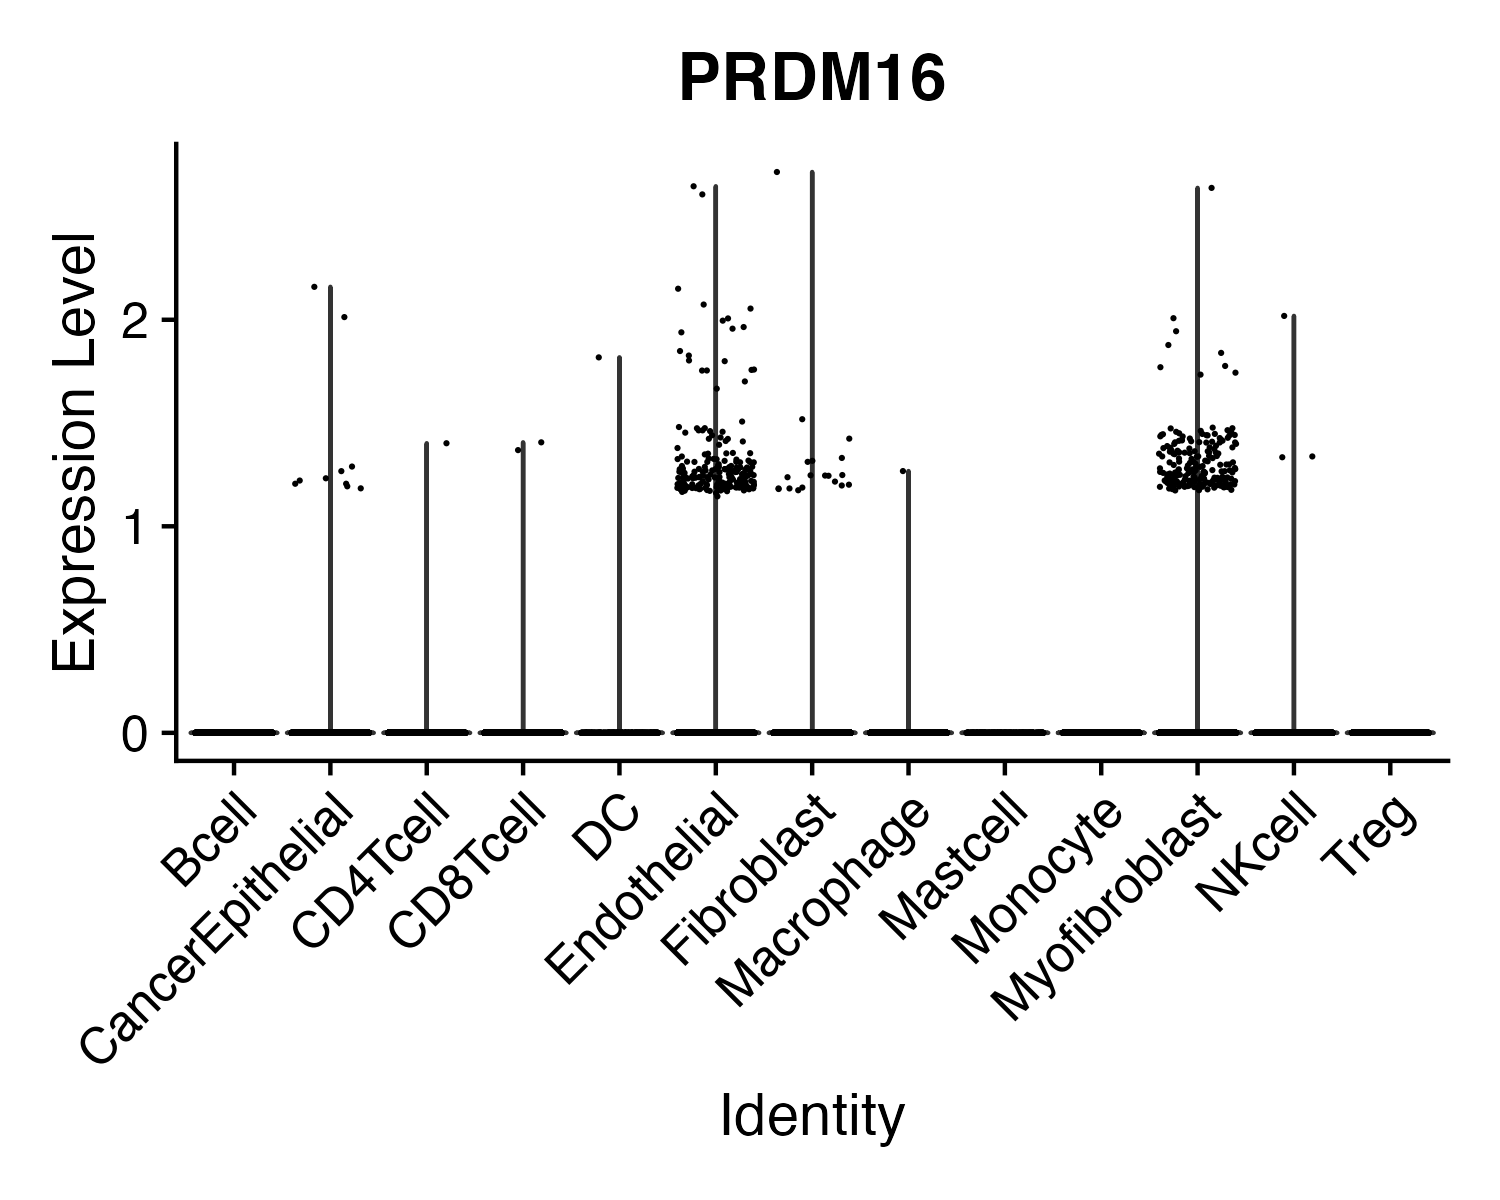 PRDM16
Expression Level
2
1
0
Bcell
CancerEpithelial
CD4Tcell
CD8Tcell
DC
Endothelial
Fibroblast
Macrophage
Mastcell
Monocyte
Myofibroblast
NKcell
Treg
Identity